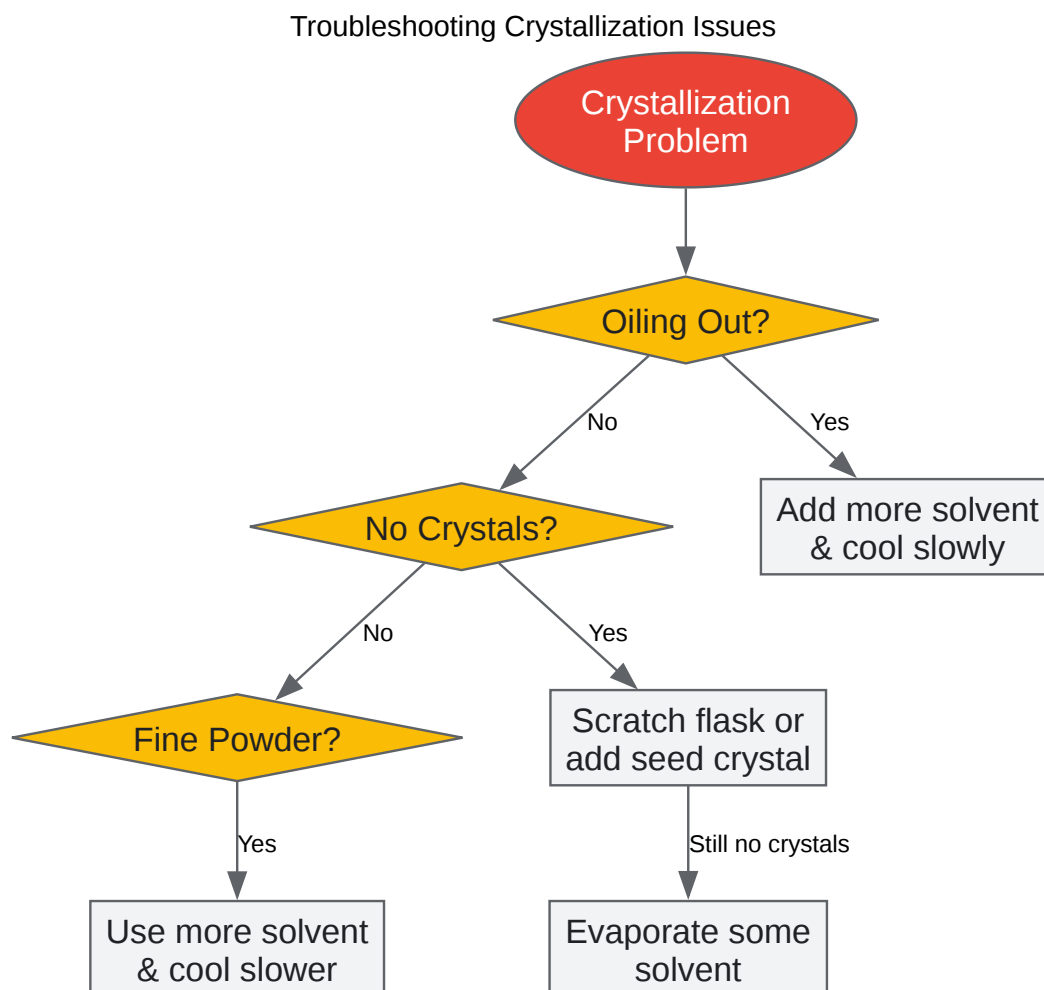 Troubleshooting Crystallization Issues
Crystallization
Problem
Oiling Out?
No
Yes
No Crystals?
Add more solvent
& cool slowly
No
Yes
Fine Powder?
Scratch flask or
add seed crystal
Yes
Still no crystals
Use more solvent
& cool slower
Evaporate some
solvent